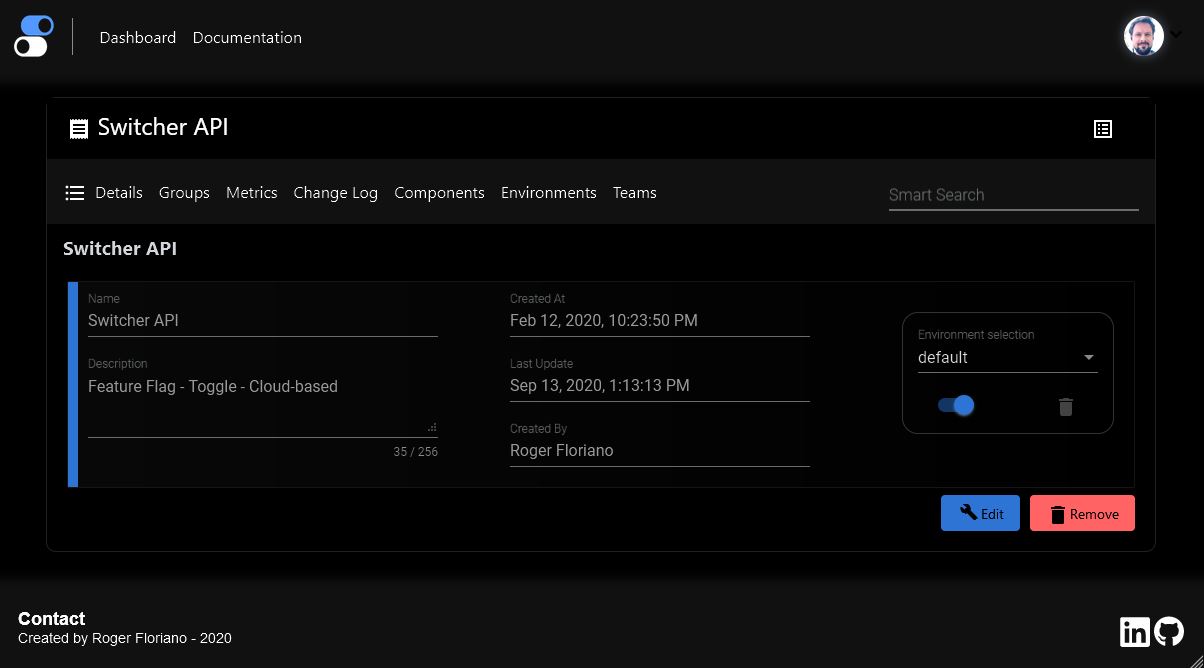 Dashboard Documentation
Switcher API
Details Groups Metrics Change Log Components Environments Teams Smart Search
Switcher API
Name
Switcher API
Description
Feature Flag - Toggle - Cloud-based
35 / 256
Created At
Feb 12, 2020, 10:23:50 PM
Last Update
Sep 13, 2020, 1:13:13 PM
Created By
Roger Floriano
Environment selection
default
Edit Remove
Contact
Created by Roger Floriano - 2020
in